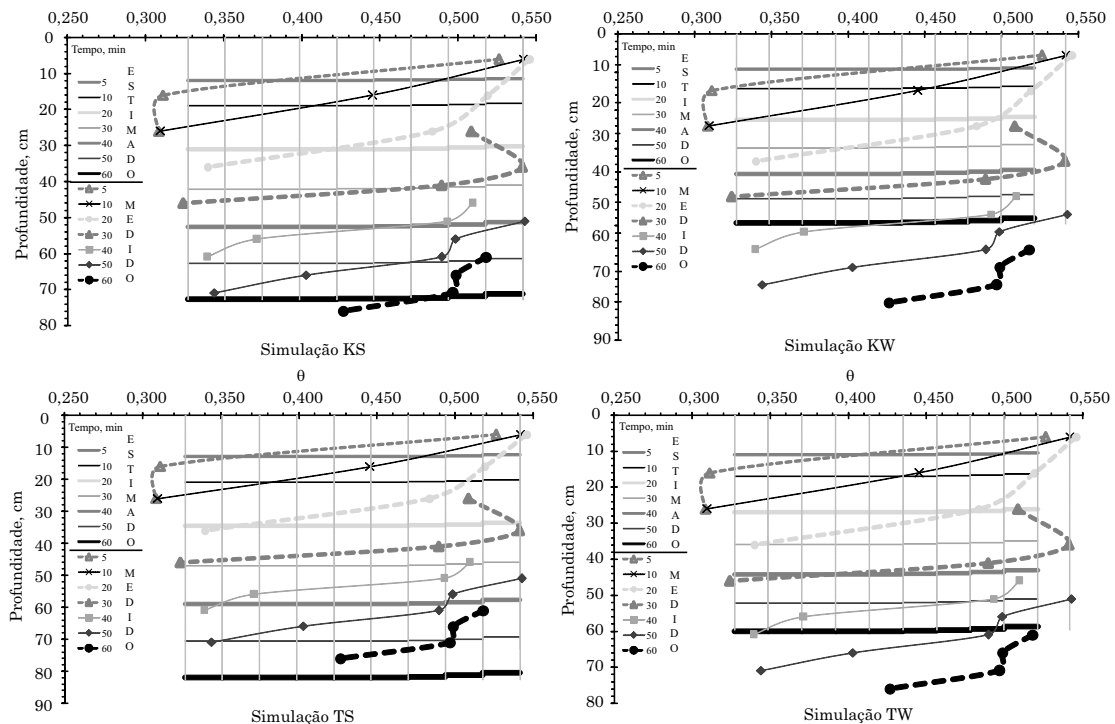 0,250 0,300 0,350 0,400 0,450 0,500 0,550
0
10
20
30
40
50
60
70
80
Profundidade, cm
Tempo, min
5
10
20
30
40
50
60
E
S
T
I
M
A
D
O
5
10
20
30
40
50
60
M
E
D
I
D
O
Simulação KS
0,250 0,300 0,350 0,400 0,450 0,500 0,550
0
10
20
30
40
50
60
70
80
90
Profundidade, cm
Tempo, min
5
10
20
30
40
50
60
E
S
T
I
M
A
D
O
5
10
20
30
40
50
60
M
E
D
I
D
O
Simulação KW
θ
0,250 0,300 0,350 0,400 0,450 0,500 0,550
0
10
20
30
40
50
60
70
80
90
Profundidade, cm
Tempo, min
5
10
20
30
40
50
60
E
S
T
I
M
A
D
O
5
10
20
30
40
50
60
M
E
D
I
D
O
Simulação TS
θ
0,250 0,300 0,350 0,400 0,450 0,500 0,550
0
10
20
30
40
50
60
70
80
Profundidade, cm
Tempo, min
5
10
20
30
40
50
60
E
S
T
I
M
A
D
O
5
10
20
30
40
50
60
M
E
D
I
D
O
Simulação TW